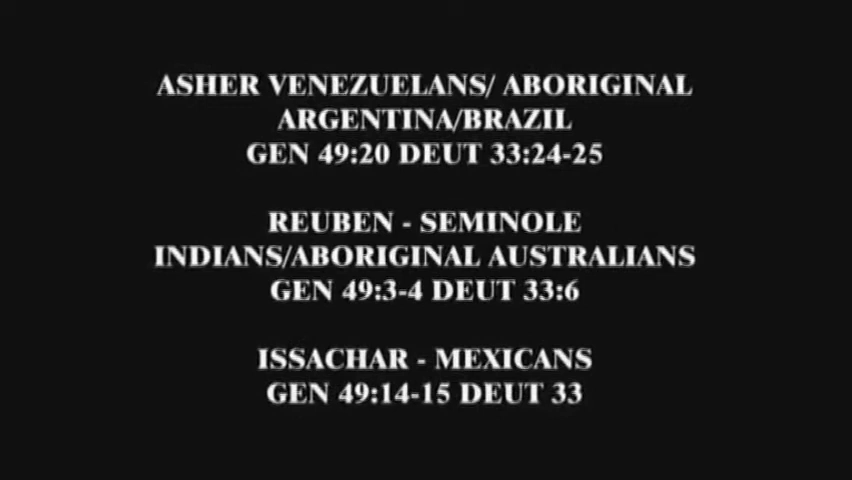 ASHER VENEZUELANS/ ABORIGINAL
ARGENTINA/BRAZIL
GEN 49:20 DEUT 33:24-25
REUBEN - SEMINOLE
INDIANS/ABORIGINAL AUSTRALIANS
GEN 49:3-4 DEUT 33:6
ISSACHAR - MEXICANS
GEN 49:14-15 DEUT 33